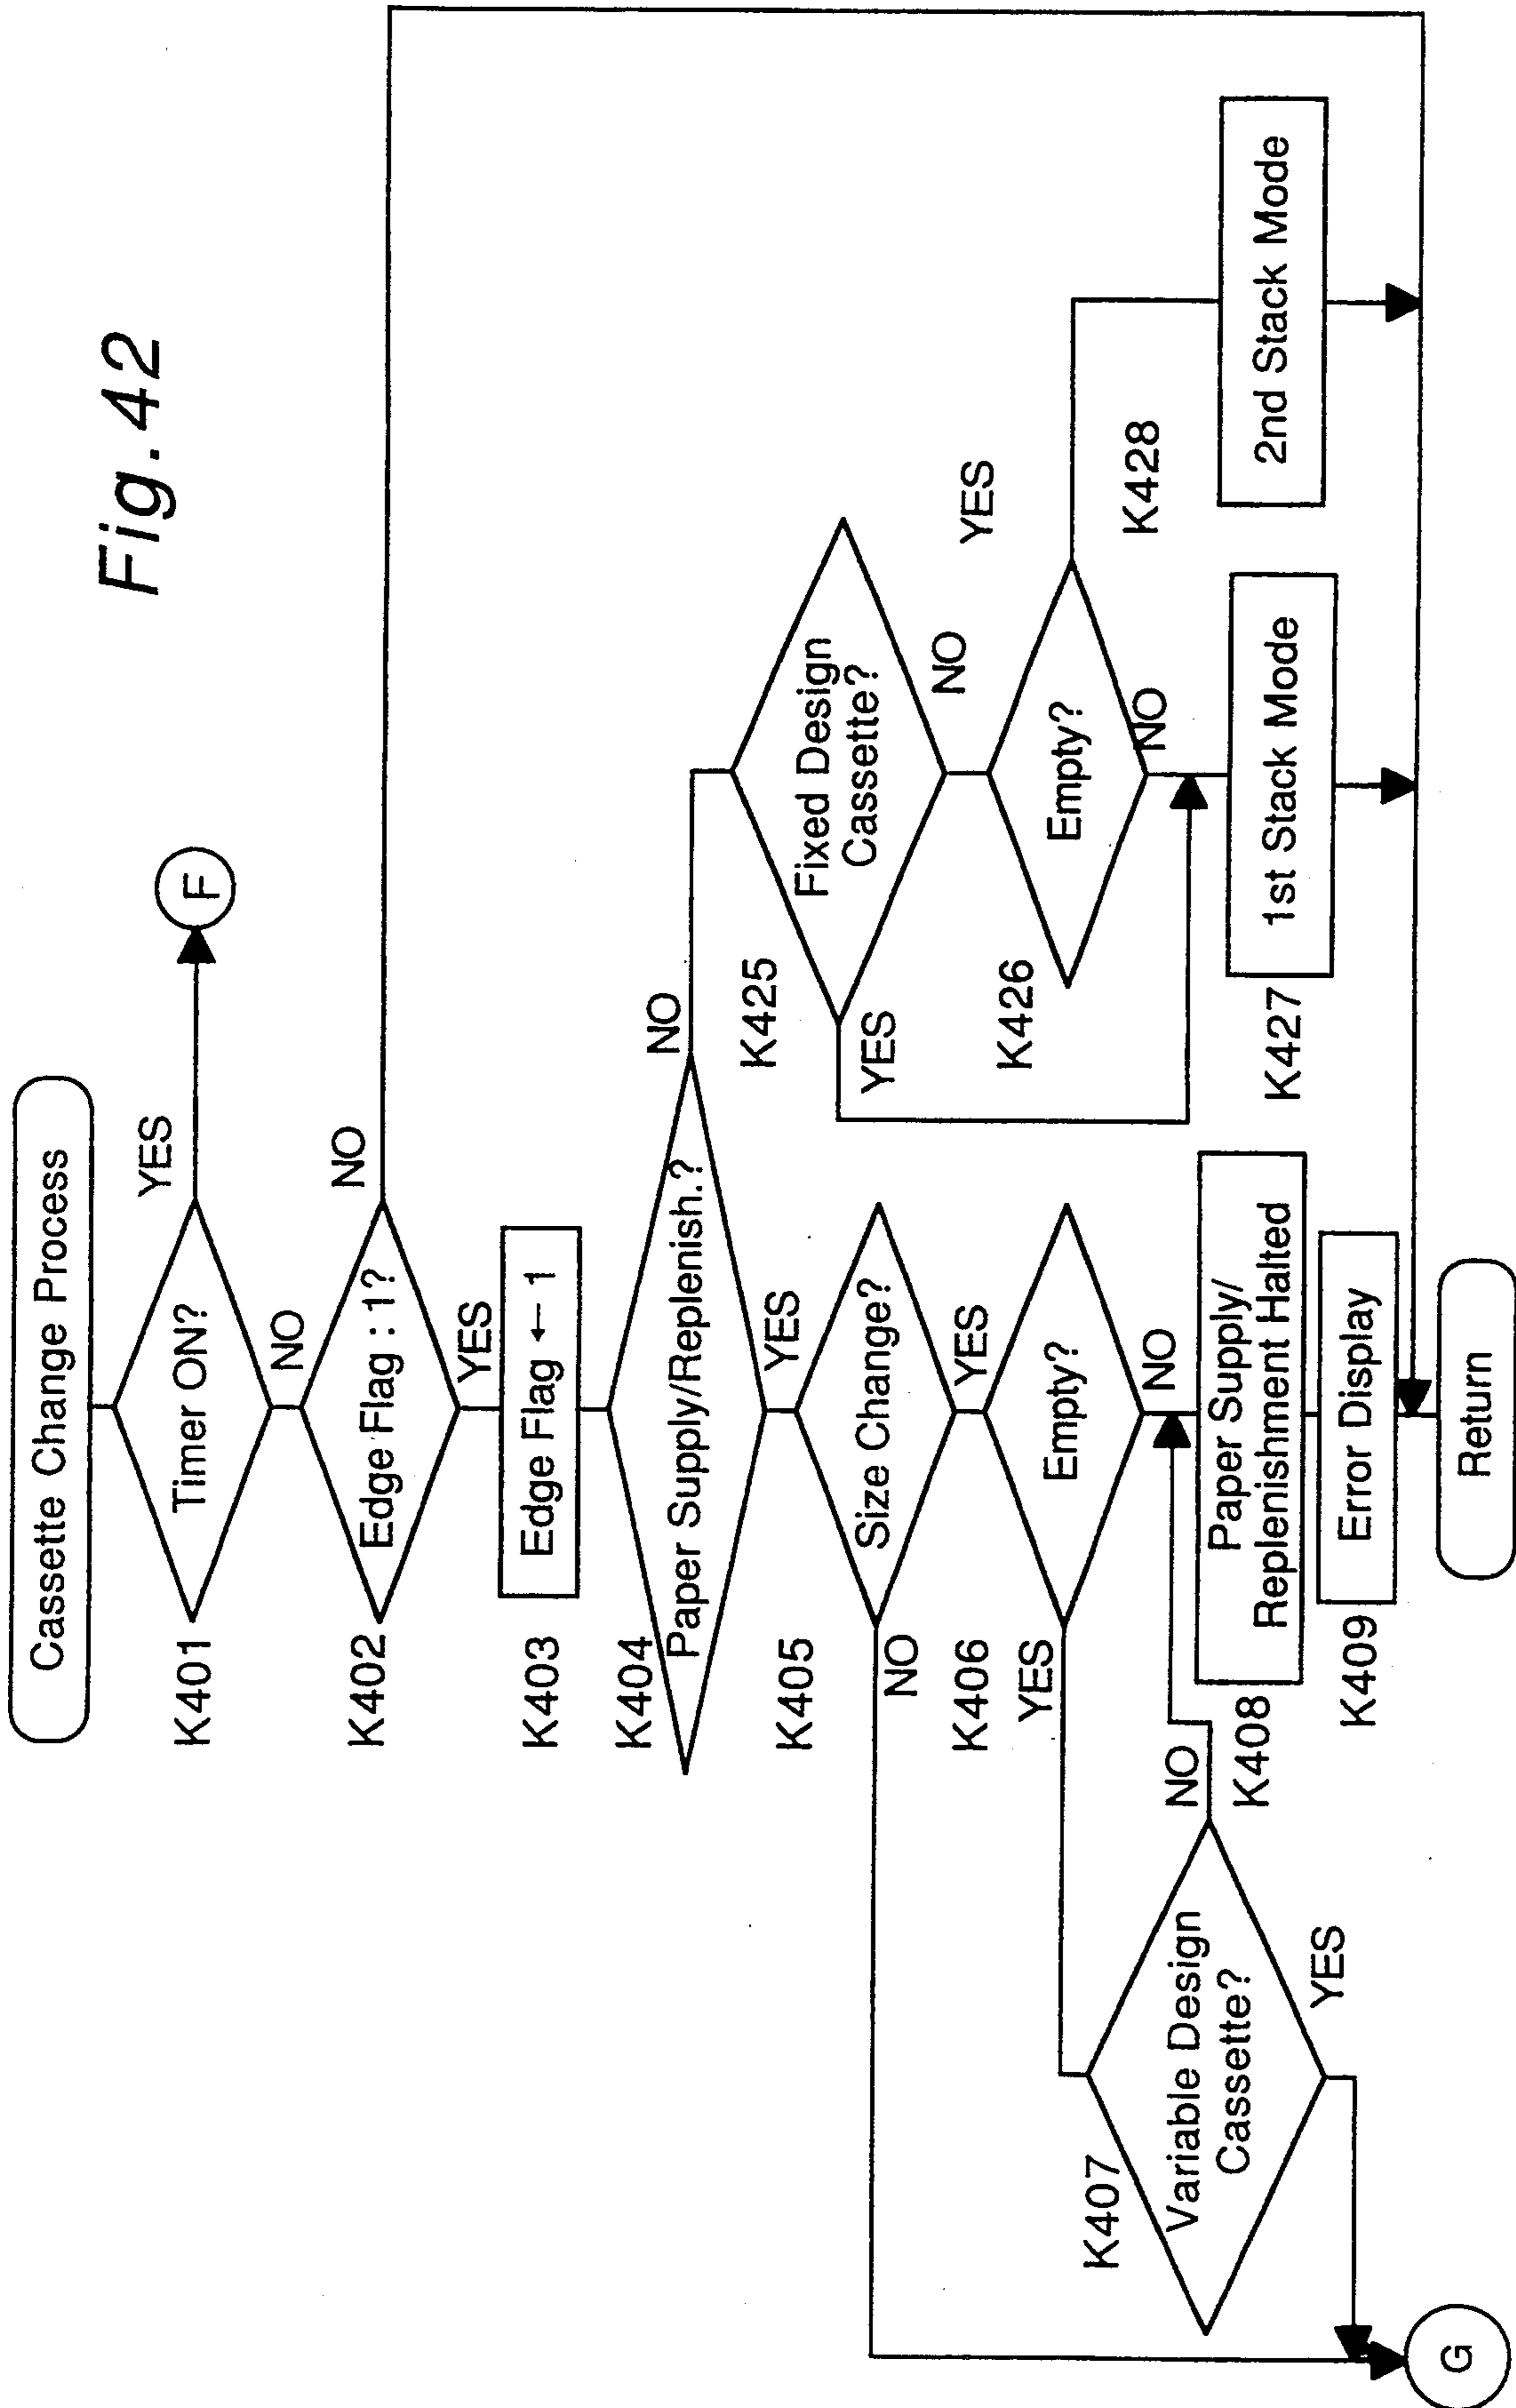 Fig. 42
Cassette Change Process
K401
Timer ON?
YES
F
NO
K402
Edge Flag : 1?
NO
YES
K403
Edge Flag ← 1
K404
Paper Supply/Replenish.?
NO
YES
K405
Size Change?
NO
YES
K406
Empty?
YES
NO
K407
Variable Design
Cassette?
NO
YES
K408
Paper Supply/
Replenishment Halted
K409
Error Display
Return
G
K425
Fixed Design
Cassette?
YES
NO
K426
Empty?
YES
NO
K427
1st Stack Mode
K428
2nd Stack Mode